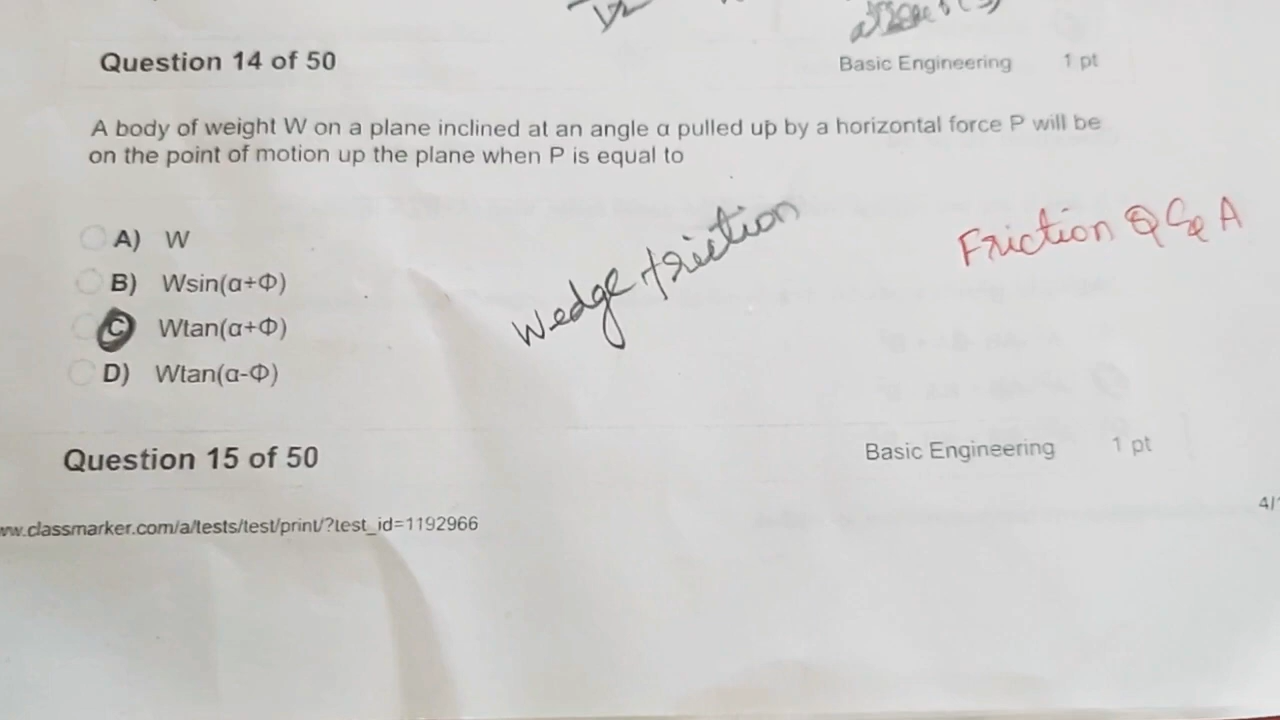 Question 14 of 50
Basic Engineering 1 pt
A body of weight W on a plane inclined at an angle α pulled up by a horizontal force P will be
on the point of motion up the plane when P is equal to
A) W
B) Wsin(α+Φ)
C Wtan(α+Φ)
D) Wtan(α-Φ)
Wedge friction
Friction Q & A
Question 15 of 50
Basic Engineering 1 pt
ww.classmarker.com/a/tests/test/print/?test_id=1192966
4/